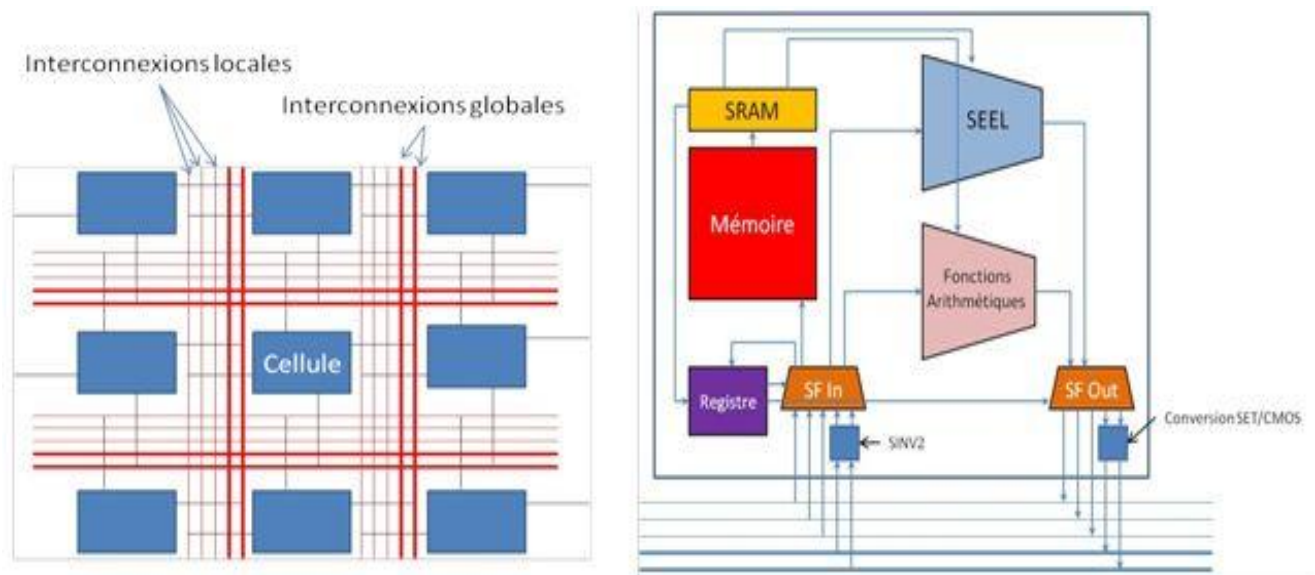 Interconnexions locales
Interconnexions globales
Cellule
SRAM
SEEL
Mémoire
Fonctions
Arithmétiques
Registre
SF In
SF Out
Conversion SET/CMOS
SINV2